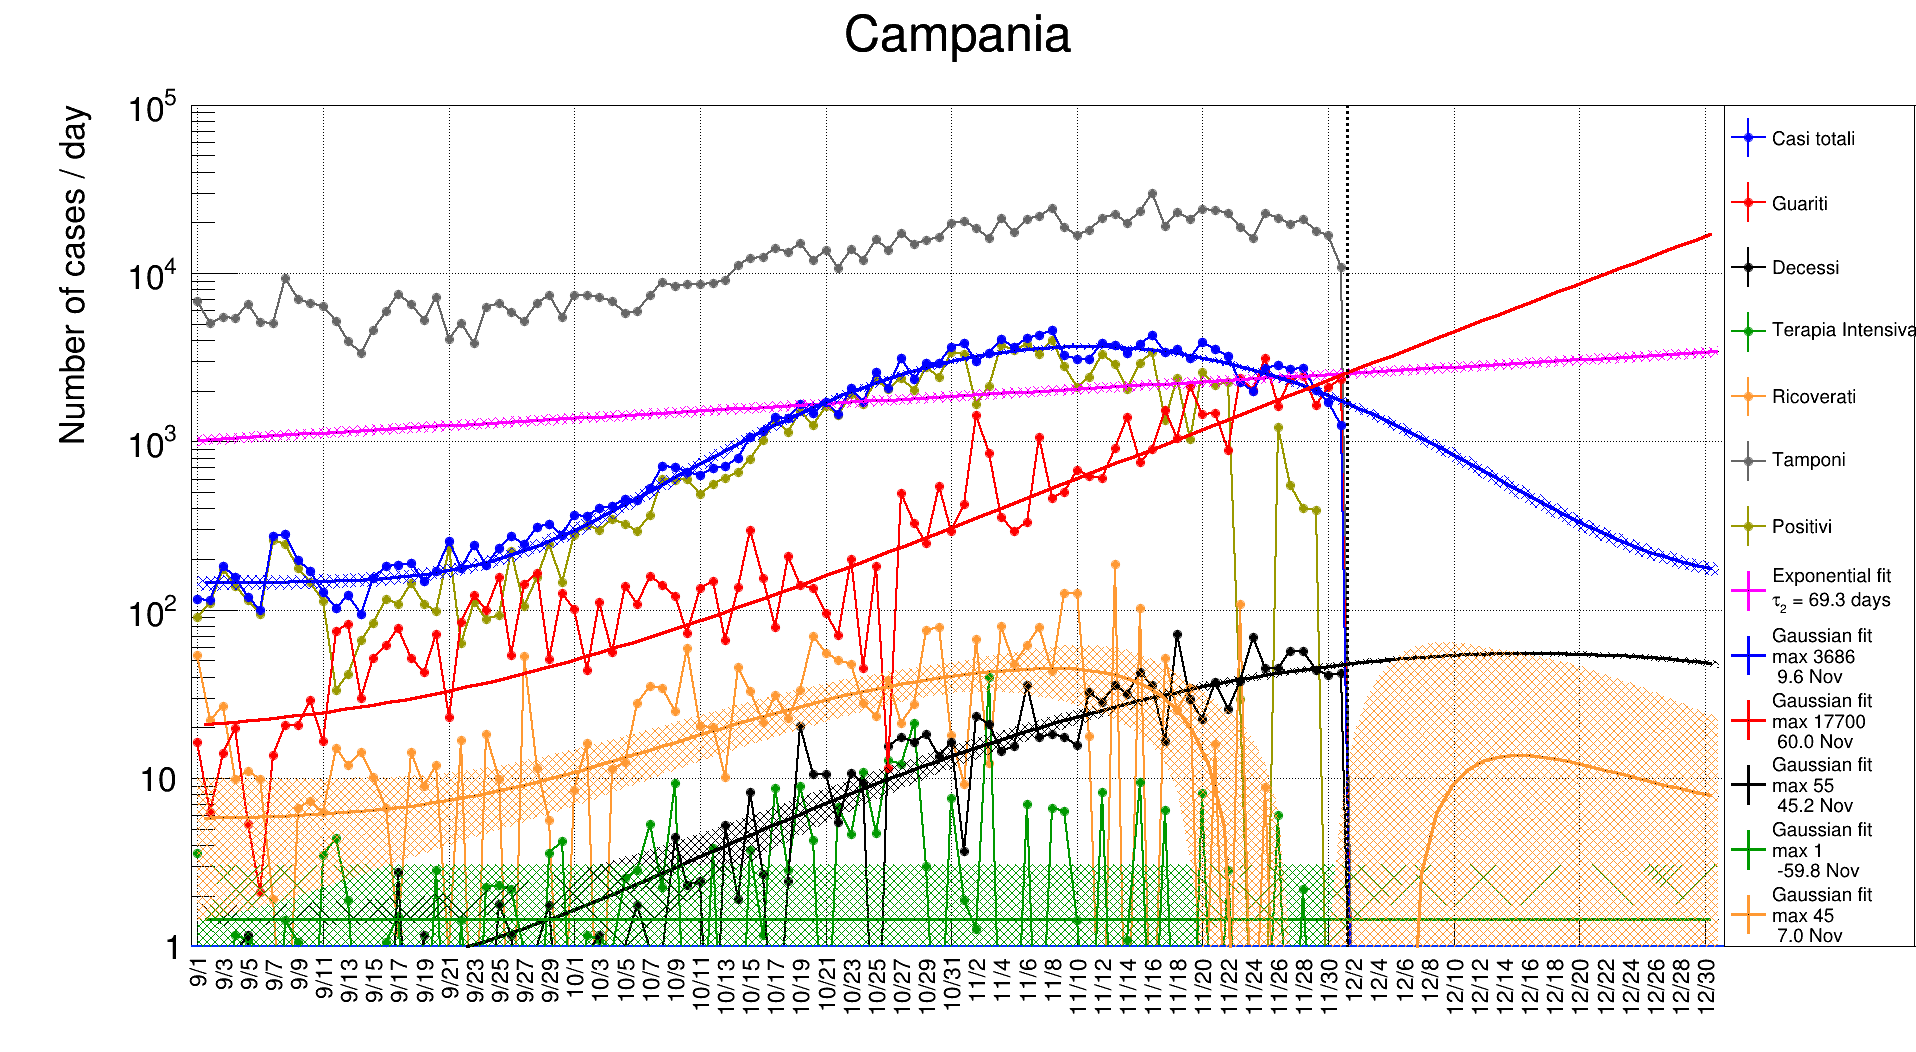 Campania
Number of cases / day
10^5
10^4
10^3
10^2
10
1
9/1 9/3 9/5 9/7 9/9 9/11 9/13 9/15 9/17 9/19 9/21 9/23 9/25 9/27 9/29 10/1 10/3 10/5 10/7 10/9 10/11 10/13 10/15 10/17 10/19 10/21 10/23 10/25 10/27 10/29 10/31 11/2 11/4 11/6 11/8 11/10 11/12 11/14 11/16 11/18 11/20 11/22 11/24 11/26 11/28 11/30 12/2 12/4 12/6 12/8 12/10 12/12 12/14 12/16 12/18 12/20 12/22 12/24 12/26 12/28 12/30
Casi totali
Guariti
Decessi
Terapia Intensiva
Ricoverati
Tamponi
Positivi
Exponential fit
τ₂ = 69.3 days
Gaussian fit
max 3686
9.6 Nov
Gaussian fit
max 17700
60.0 Nov
Gaussian fit
max 55
45.2 Nov
Gaussian fit
max 1
-59.8 Nov
Gaussian fit
max 45
7.0 Nov